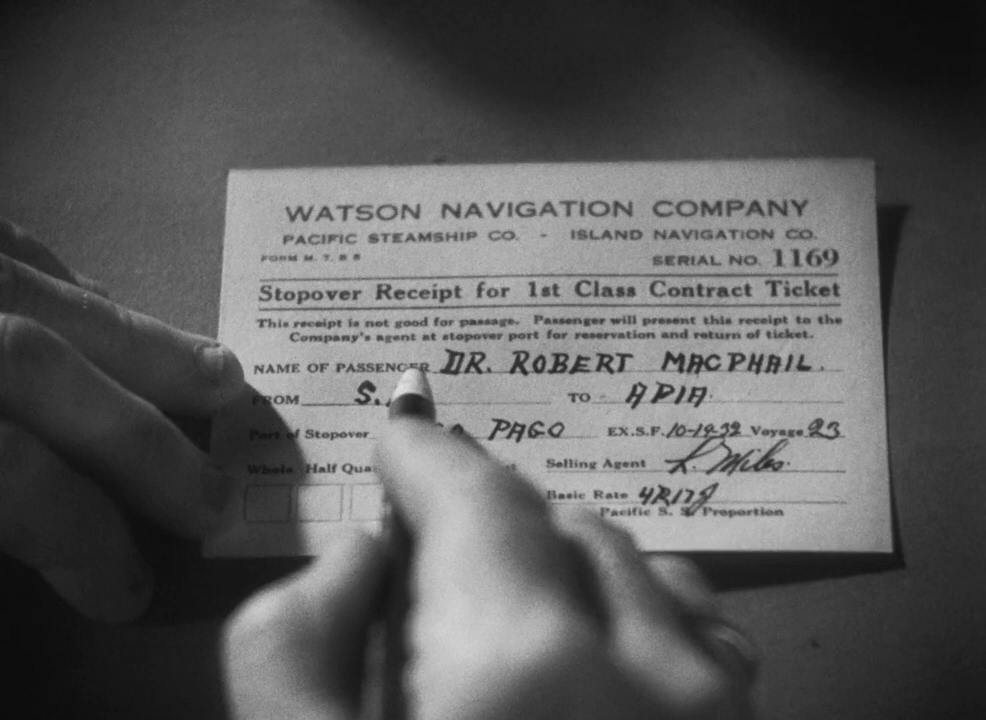 WATSON NAVIGATION COMPANY
PACIFIC STEAMSHIP CO. - ISLAND NAVIGATION CO.
FORM M. 7. 8 8 SERIAL NO. 1169
Stopover Receipt for 1st Class Contract Ticket
This receipt is not good for passage. Passenger will present this receipt to the
Company's agent at stopover port for reservation and return of ticket.
NAME OF PASSENGER DR. ROBERT MACPHAIL.
FROM S. TO APIA.
Port of Stopover PAGO EX.S.F. 10-19-32 Voyage 23
Whole Half Selling Agent L. Miles.
Basic Rate
Pacific S. S. Proportion